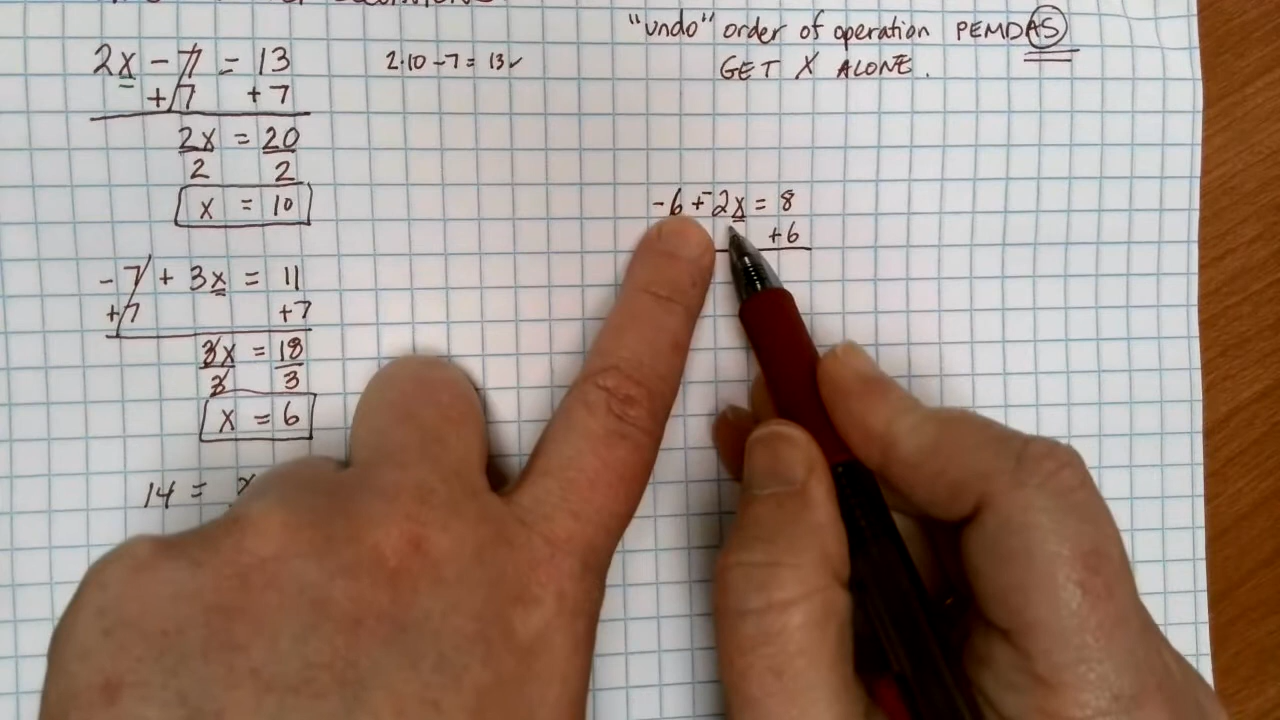 2x - 7 = 13
+ 7 + 7
2x = 20
2 2
x = 10
2·10 - 7 = 13 ✓
- 7 + 3x = 11
+7 +7
3x = 18
3 3
x = 6
14 =
"undo" order of operation PEMDAS
GET X ALONE.
-6 + -2x = 8
+6